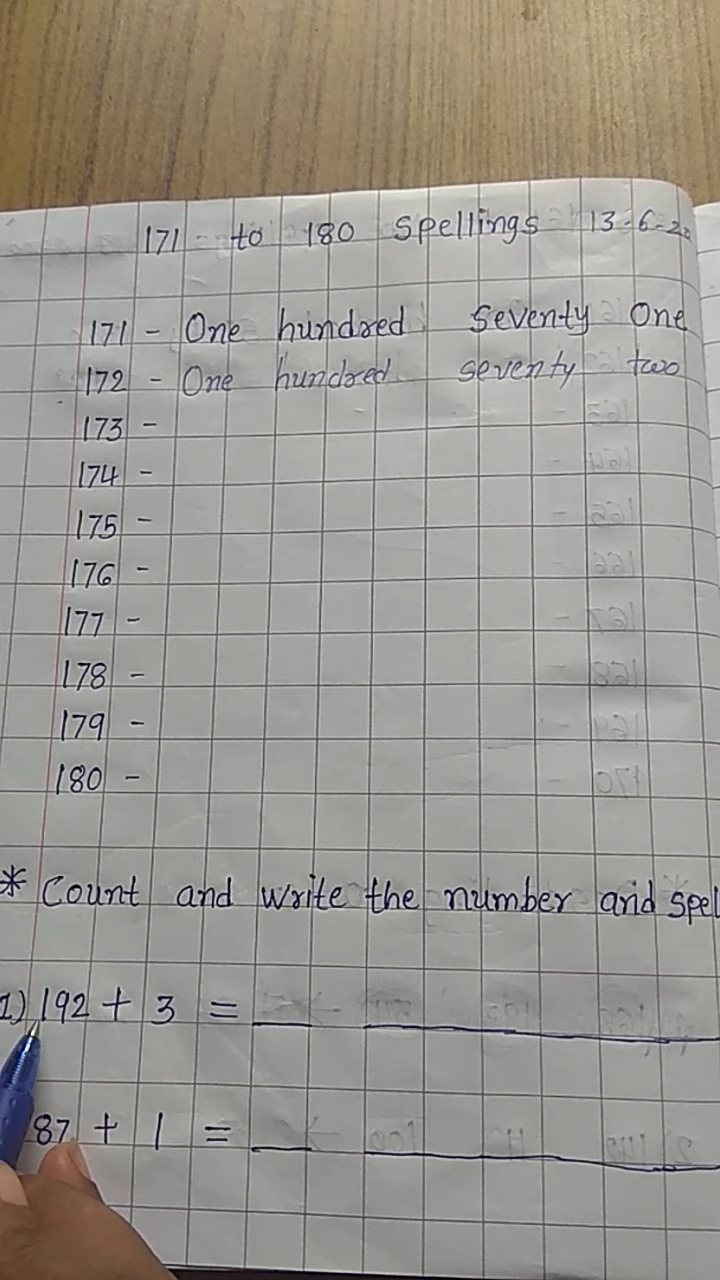 171 to 180 Spellings 13-6-22
171 - One hundred seventy One
172 - One hundred seventy two
173 -
174 -
175 -
176 -
177 -
178 -
179 -
180 -
* Count and write the number and spel
1) 192 + 3 =
87 + 1 =